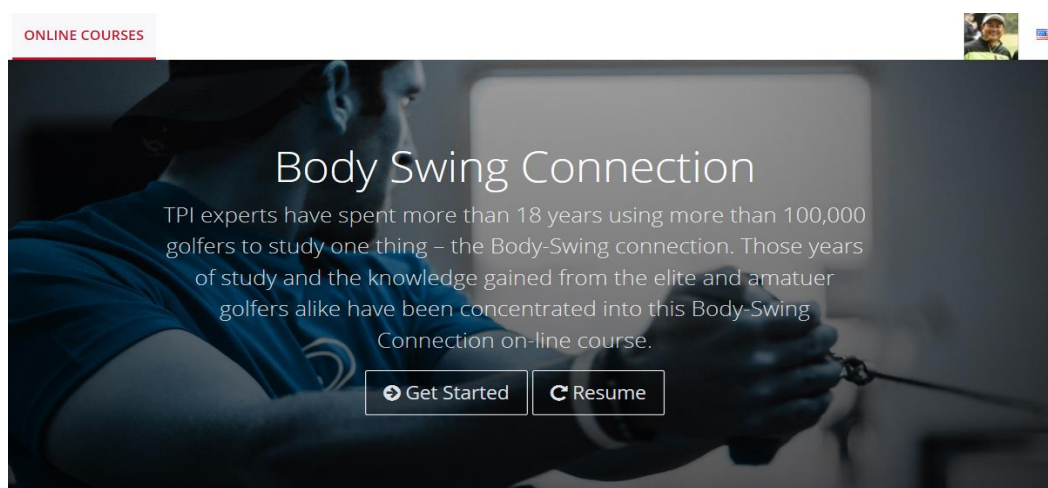 ONLINE COURSES
Body Swing Connection
TPI experts have spent more than 18 years using more than 100,000
golfers to study one thing – the Body-Swing connection. Those years
of study and the knowledge gained from the elite and amatuer
golfers alike have been concentrated into this Body-Swing
Connection on-line course.
Get Started
Resume